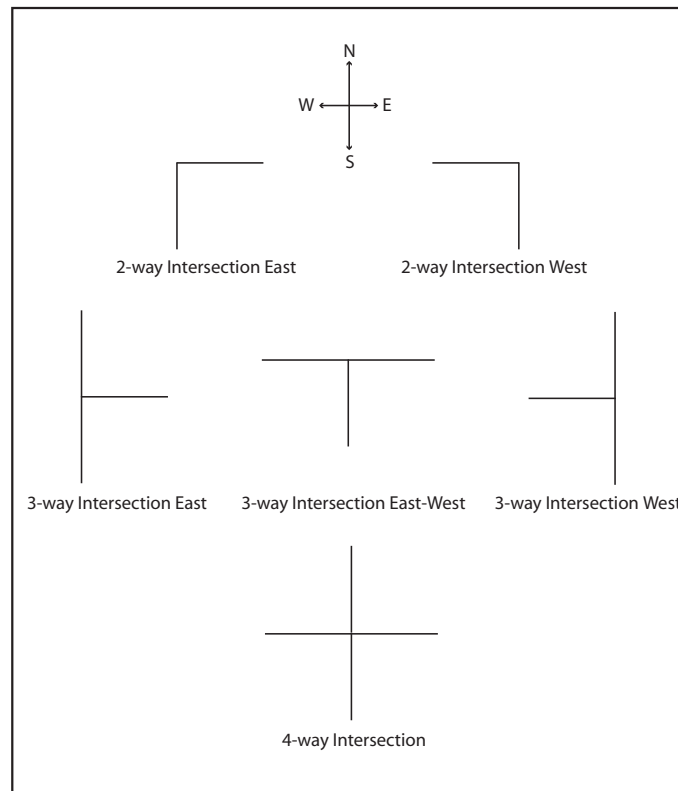 N
W E
S
2-way Intersection East 2-way Intersection West
3-way Intersection East 3-way Intersection East-West 3-way Intersection West
4-way Intersection